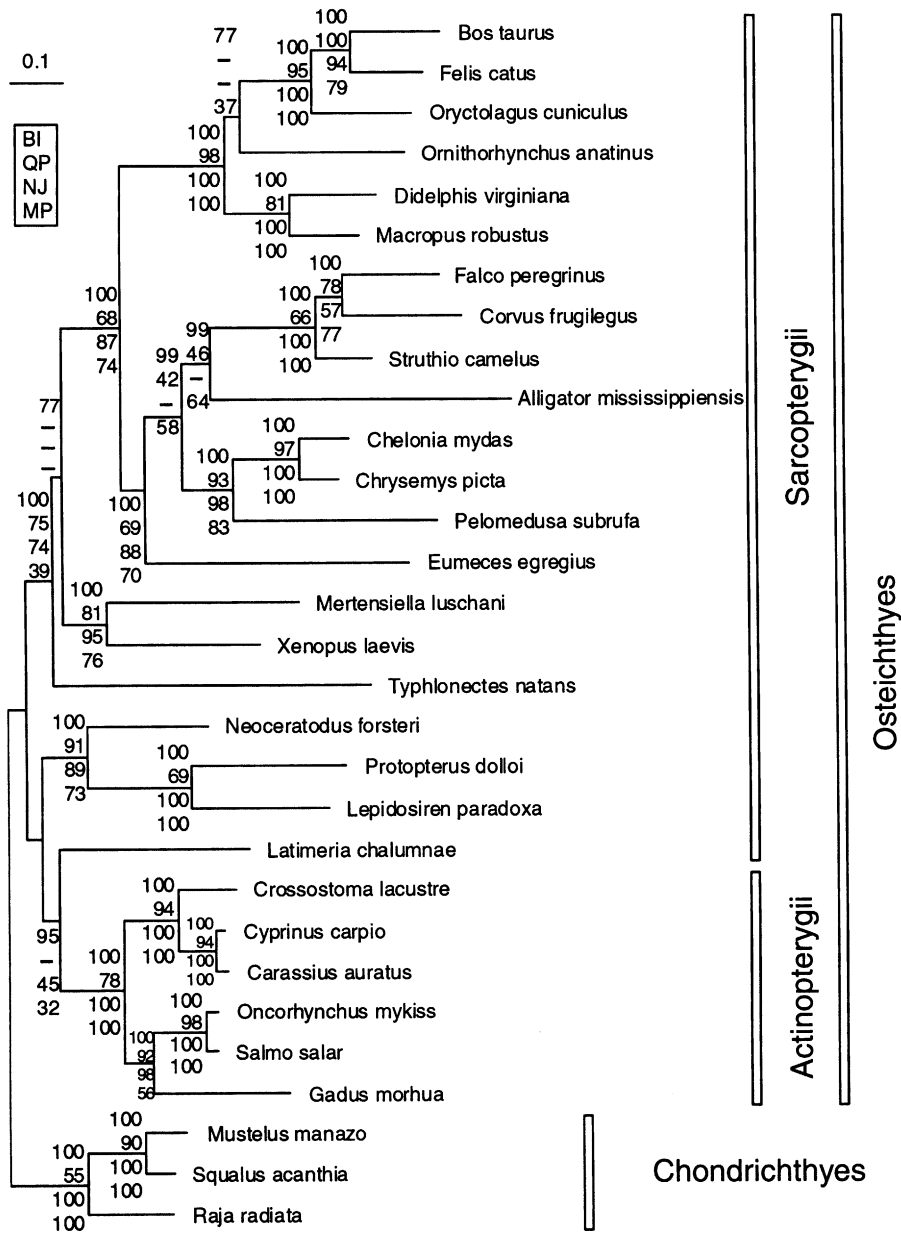 0.1
BI
QP
NJ
MP
77
–
–
37
100
100
94
79
Bos taurus
Felis catus
100
95
100
100
Oryctolagus cuniculus
100
98
100
100
Ornithorhynchus anatinus
100
81
100
100
Didelphis virginiana
Macropus robustus
100
78
57
77
Falco peregrinus
Corvus frugilegus
100
66
100
100
Struthio camelus
100
68
87
74
99
46
–
64
Alligator mississippiensis
99
42
–
58
100
97
100
100
Chelonia mydas
Chrysemys picta
100
93
98
83
Pelomedusa subrufa
100
69
88
70
Eumeces egregius
77
–
–
–
100
81
95
76
Mertensiella luschani
Xenopus laevis
100
75
74
39
Typhlonectes natans
100
91
89
73
Neoceratodus forsteri
100
69
100
100
Protopterus dolloi
Lepidosiren paradoxa
Latimeria chalumnae
95
–
45
32
100
94
100
100
Crossostoma lacustre
100
94
100
100
Cyprinus carpio
Carassius auratus
100
78
100
100
100
98
100
100
Oncorhynchus mykiss
Salmo salar
100
92
98
56
Gadus morhua
100
90
100
100
Mustelus manazo
Squalus acanthia
100
55
100
100
Raja radiata
Sarcopterygii
Actinopterygii
Osteichthyes
Chondrichthyes